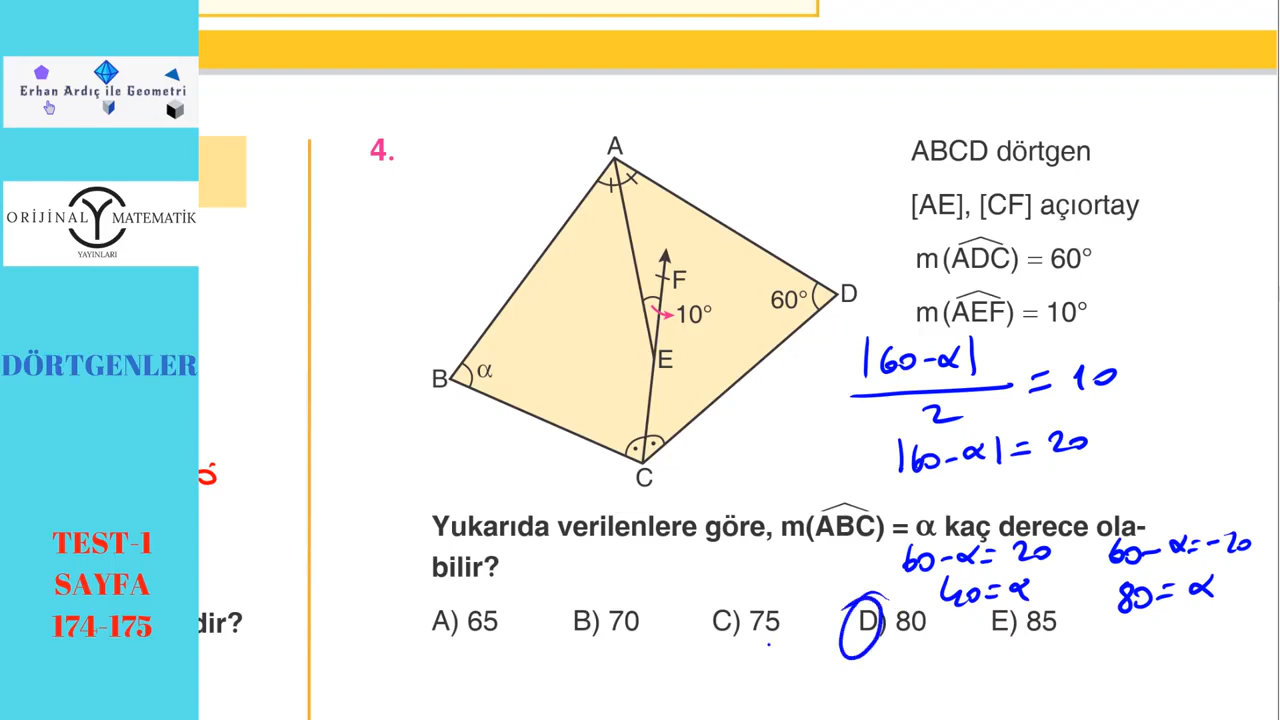 Erhan Ardıç ile Geometri
ORİJİNAL Y MATEMATİK
YAYINLARI
DÖRTGENLER
TEST-1
SAYFA
174-175
dir?
4.
A
B
C
D
E
F
α
60°
10°
ABCD dörtgen
[AE], [CF] açıortay
m(ADC) = 60°
m(AEF) = 10°
|60-α|
2
= 10
|60-α| = 20
Yukarıda verilenlere göre, m(ABC) = α kaç derece ola-
bilir?
60-α = 20
40 = α
60-α = -20
80 = α
A) 65 B) 70 C) 75 D) 80 E) 85